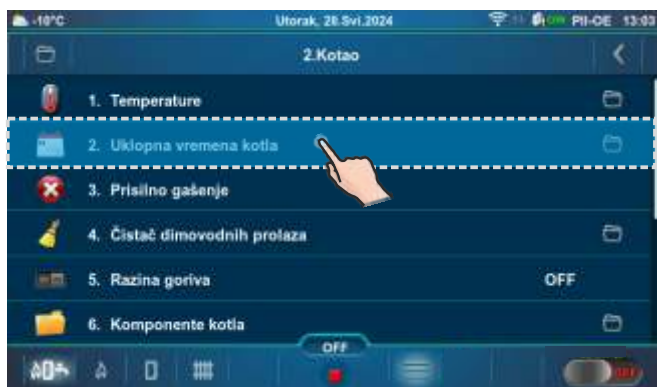 -10°C Utorak, 28.Svi.2024 PII-OE 13:03
2.Kotao
1. Temperature
2. Uklopna vremena kotla
3. Prisilno gašenje
4. Čistač dimovodnih prolaza
5. Razina goriva OFF
6. Komponente kotla
OFF
OFF